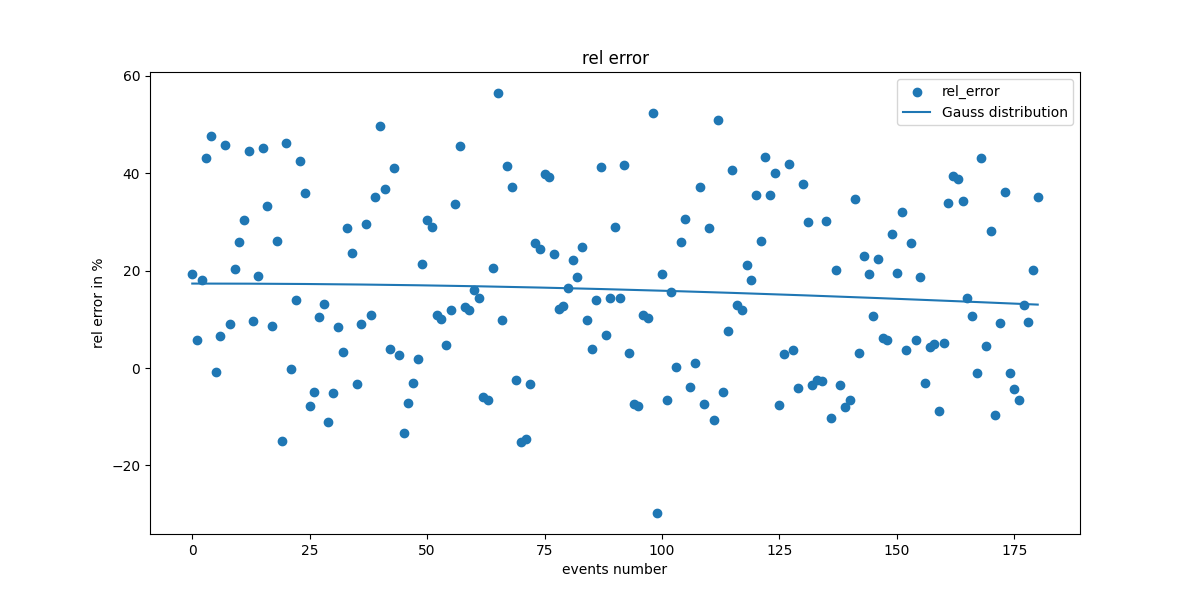 rel error
rel_error
Gauss distribution
60
40
20
0
−20
rel error in %
0 25 50 75 100 125 150 175
events number